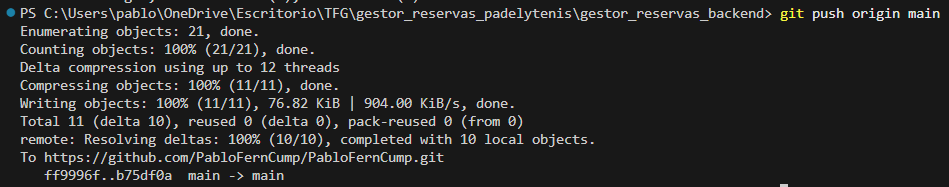 PS C:\Users\pablo\OneDrive\Escritorio\TFG\gestor_reservas_padelytenis\gestor_reservas_backend> git push origin main
Enumerating objects: 21, done.
Counting objects: 100% (21/21), done.
Delta compression using up to 12 threads
Compressing objects: 100% (11/11), done.
Writing objects: 100% (11/11), 76.82 KiB | 904.00 KiB/s, done.
Total 11 (delta 10), reused 0 (delta 0), pack-reused 0 (from 0)
remote: Resolving deltas: 100% (10/10), completed with 10 local objects.
To https://github.com/PabloFernCump/PabloFernCump.git
   ff9996f..b75df0a  main -> main